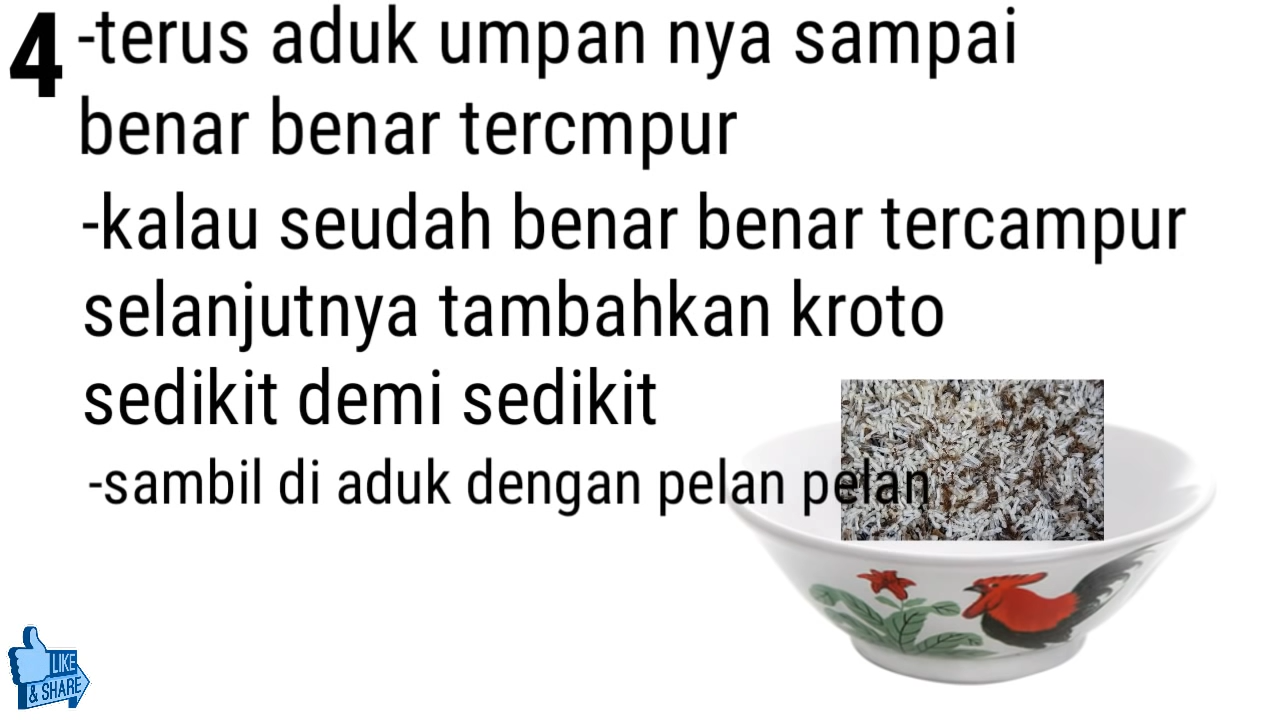 4 -terus aduk umpan nya sampai
benar benar tercmpur
-kalau seudah benar benar tercampur
selanjutnya tambahkan kroto
sedikit demi sedikit
-sambil di aduk dengan pelan pelan
LIKE
& SHARE